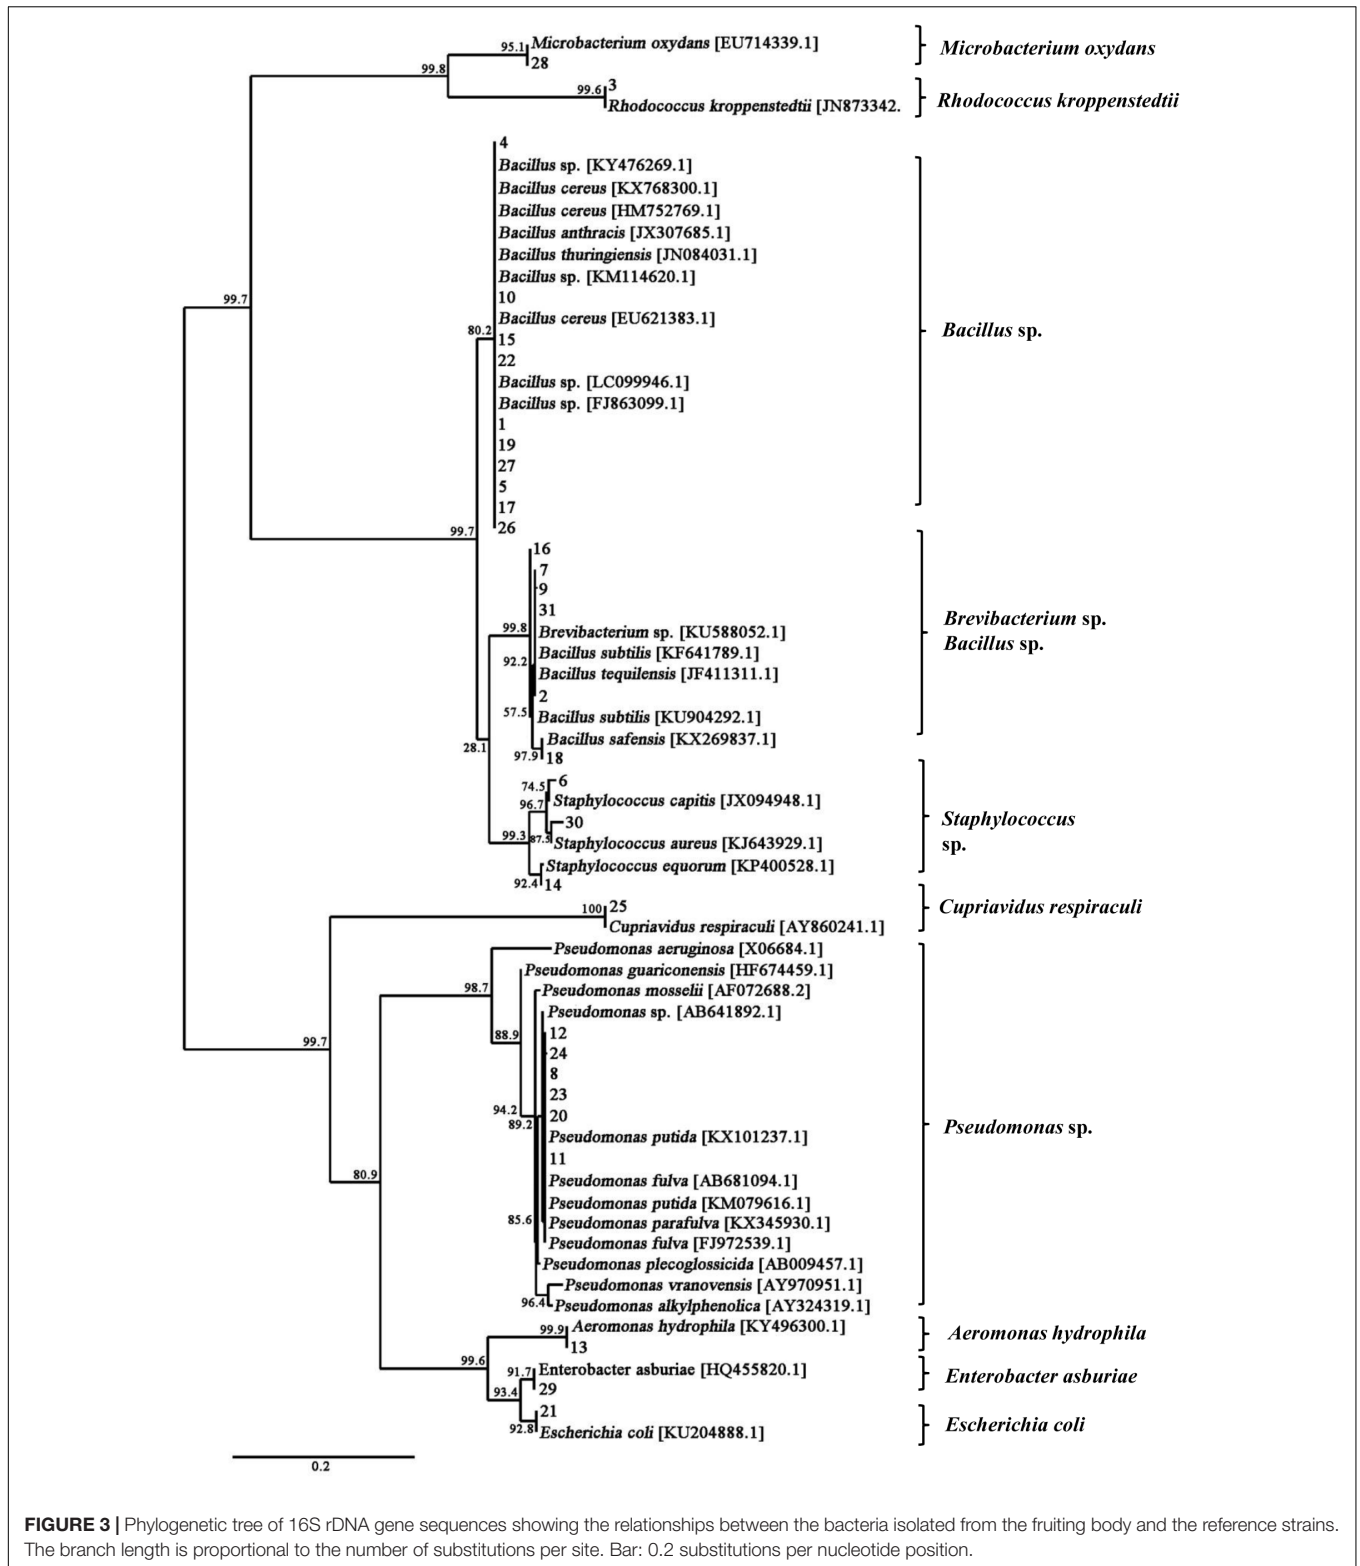 95.1 Microbacterium oxydans [EU714339.1]
28
Microbacterium oxydans
99.8
99.6 3
Rhodococcus kroppenstedtii [JN873342.
Rhodococcus kroppenstedtii
4
Bacillus sp. [KY476269.1]
Bacillus cereus [KX768300.1]
Bacillus cereus [HM752769.1]
Bacillus anthracis [JX307685.1]
Bacillus thuringiensis [JN084031.1]
Bacillus sp. [KM114620.1]
99.7
10
Bacillus cereus [EU621383.1]
80.2
Bacillus sp.
15
22
Bacillus sp. [LC099946.1]
Bacillus sp. [FJ863099.1]
1
19
27
5
17
26
99.7
16
7
9
31
99.8 Brevibacterium sp. [KU588052.1]
Brevibacterium sp.
Bacillus sp.
Bacillus subtilis [KF641789.1]
92.2
Bacillus tequilensis [JF411311.1]
2
57.5
Bacillus subtilis [KU904292.1]
Bacillus safensis [KX269837.1]
28.1
97.9 18
74.5 6
96.7 Staphylococcus capitis [JX094948.1]
30
Staphylococcus
sp.
99.3 87.5 Staphylococcus aureus [KJ643929.1]
Staphylococcus equorum [KP400528.1]
92.4 14
100 25
Cupriavidus respiraculi
Cupriavidus respiraculi [AY860241.1]
Pseudomonas aeruginosa [X06684.1]
Pseudomonas guariconensis [HF674459.1]
98.7 Pseudomonas mosselii [AF072688.2]
Pseudomonas sp. [AB641892.1]
88.9 12
99.7
24
8
23
94.2
89.2
20
Pseudomonas sp.
Pseudomonas putida [KX101237.1]
11
80.9
Pseudomonas fulva [AB681094.1]
Pseudomonas putida [KM079616.1]
85.6 Pseudomonas parafulva [KX345930.1]
Pseudomonas fulva [FJ972539.1]
Pseudomonas plecoglossicida [AB009457.1]
Pseudomonas vranovensis [AY970951.1]
96.4 Pseudomonas alkylphenolica [AY324319.1]
99.9 Aeromonas hydrophila [KY496300.1]
Aeromonas hydrophila
13
99.6
91.7 Enterobacter asburiae [HQ455820.1]
Enterobacter asburiae
93.4 29
21
Escherichia coli
92.8 Escherichia coli [KU204888.1]
0.2
FIGURE 3 | Phylogenetic tree of 16S rDNA gene sequences showing the relationships between the bacteria isolated from the fruiting body and the reference strains.
The branch length is proportional to the number of substitutions per site. Bar: 0.2 substitutions per nucleotide position.